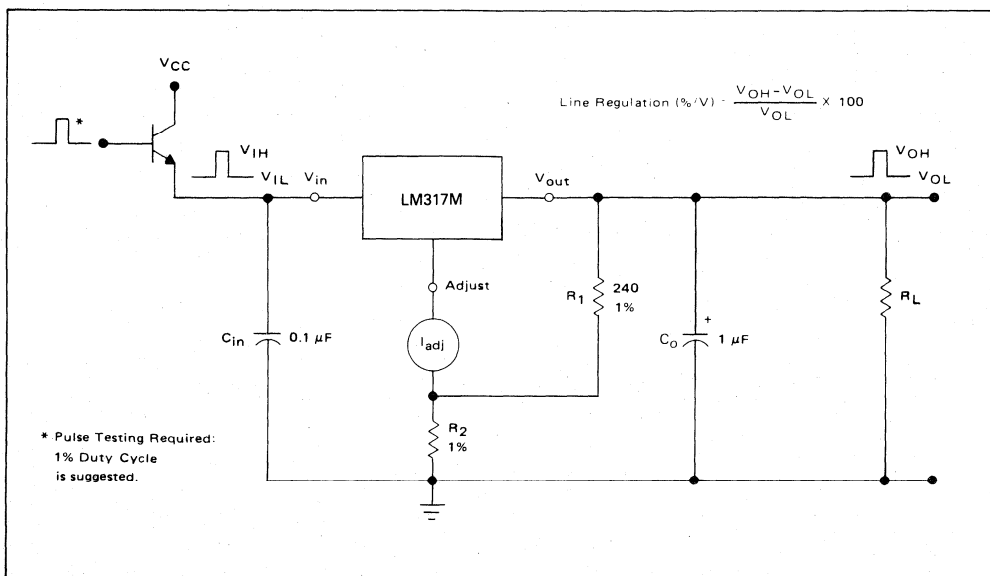 VCC
Line Regulation (%/V) - VOH-VOL / VOL × 100
*
VIH
VIL
Vin
LM317M
Vout
VOH
VOL
Adjust
R1
240
1%
RL
Cin
0.1 µF
Iadj
CO
+
1 µF
R2
1%
* Pulse Testing Required:
1% Duty Cycle
is suggested.